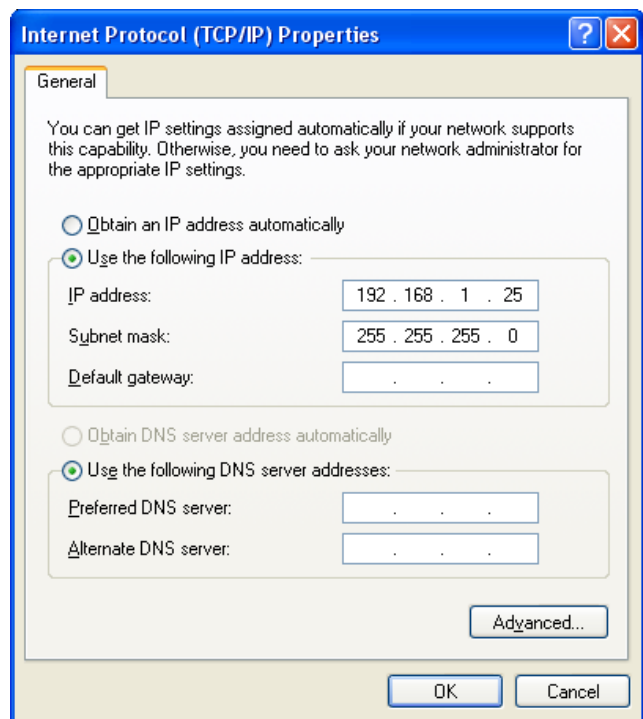 Internet Protocol (TCP/IP) Properties
General
You can get IP settings assigned automatically if your network supports
this capability. Otherwise, you need to ask your network administrator for
the appropriate IP settings.
Obtain an IP address automatically
Use the following IP address:
IP address: 192 . 168 . 1 . 25
Subnet mask: 255 . 255 . 255 . 0
Default gateway: . . .
Obtain DNS server address automatically
Use the following DNS server addresses:
Preferred DNS server: . . .
Alternate DNS server: . . .
Advanced...
OK Cancel